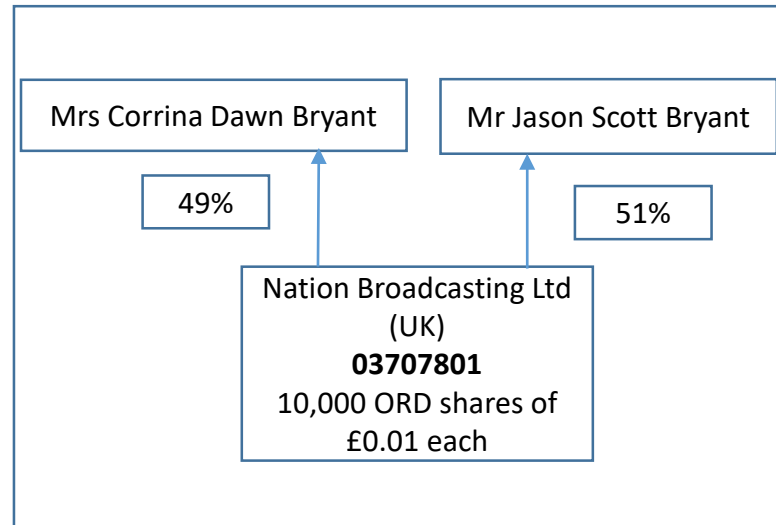 Mrs Corrina Dawn Bryant
Mr Jason Scott Bryant
49%
51%
Nation Broadcasting Ltd
(UK)
03707801
10,000 ORD shares of
£0.01 each